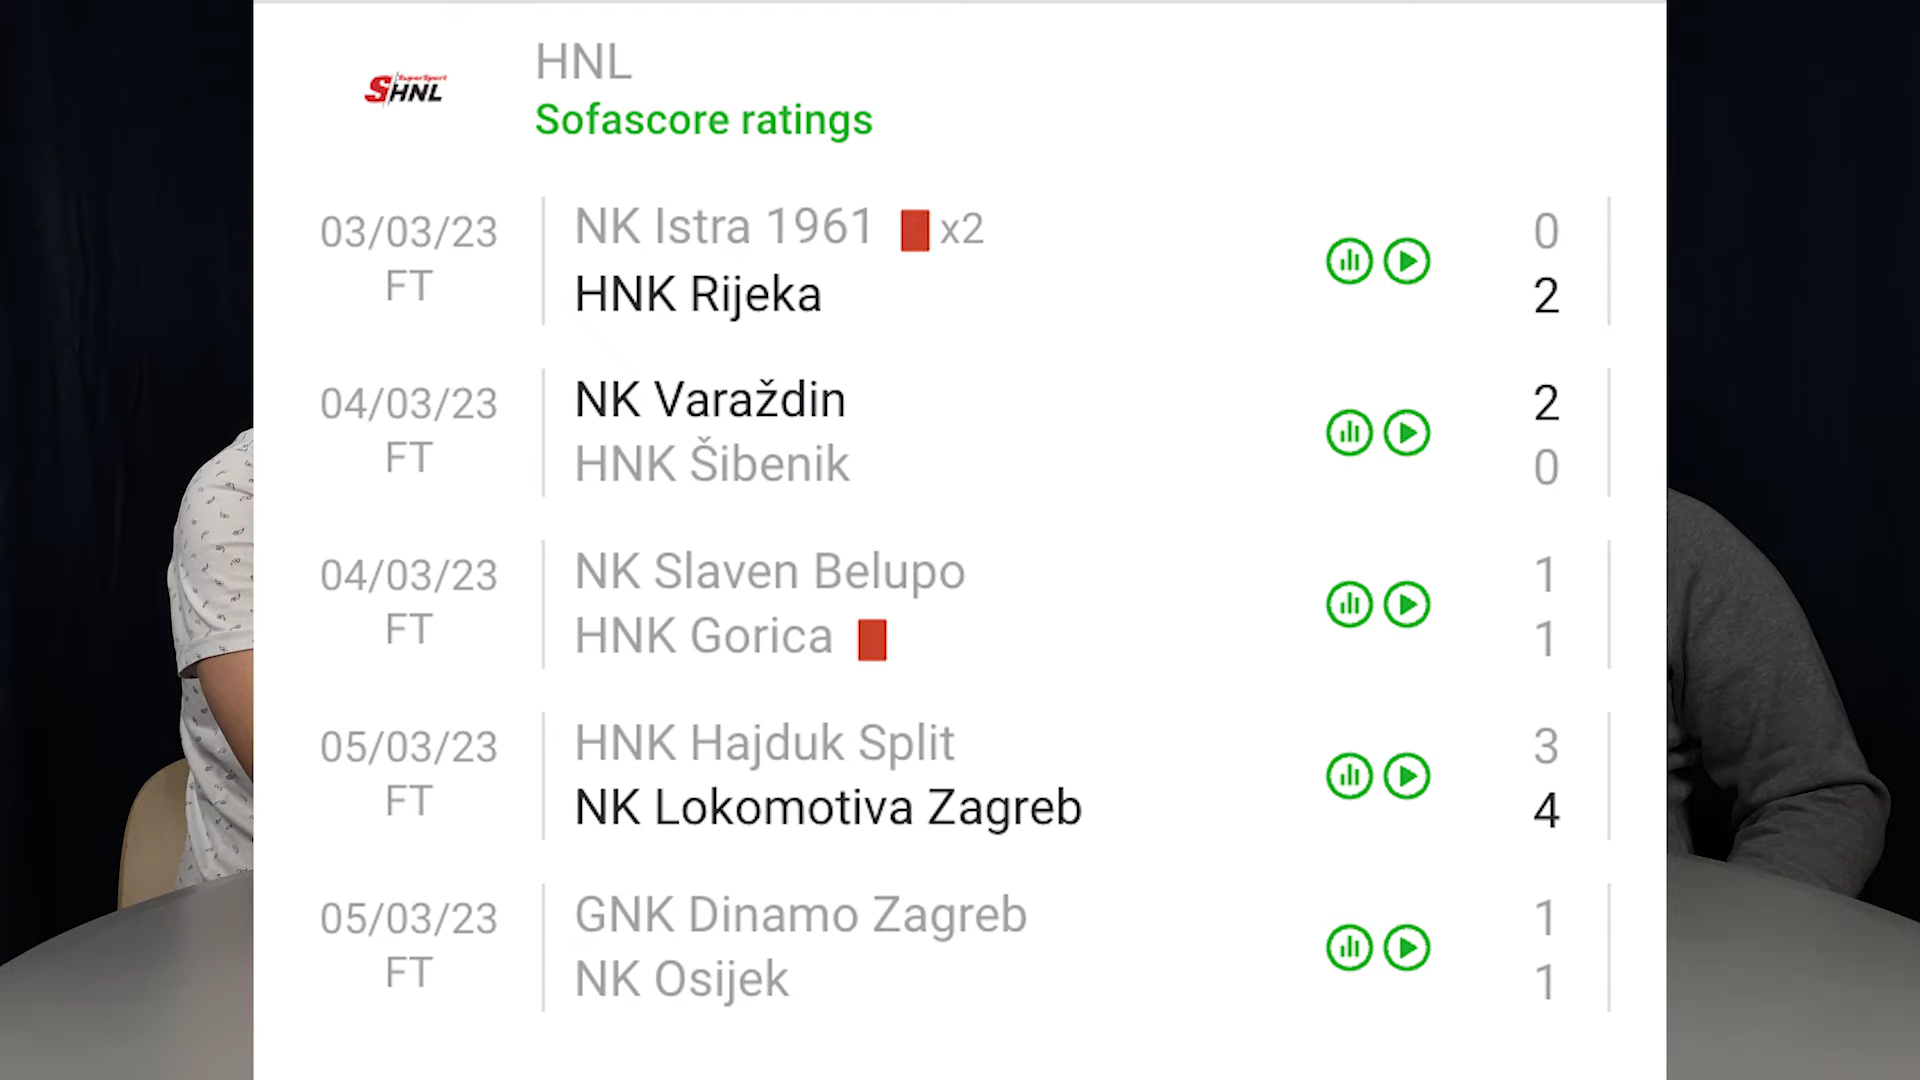 SuperSport
SHNL
HNL
Sofascore ratings
03/03/23
FT
NK Istra 1961 x2
HNK Rijeka
0
2
04/03/23
FT
NK Varaždin
HNK Šibenik
2
0
04/03/23
FT
NK Slaven Belupo
HNK Gorica
1
1
05/03/23
FT
HNK Hajduk Split
NK Lokomotiva Zagreb
3
4
05/03/23
FT
GNK Dinamo Zagreb
NK Osijek
1
1